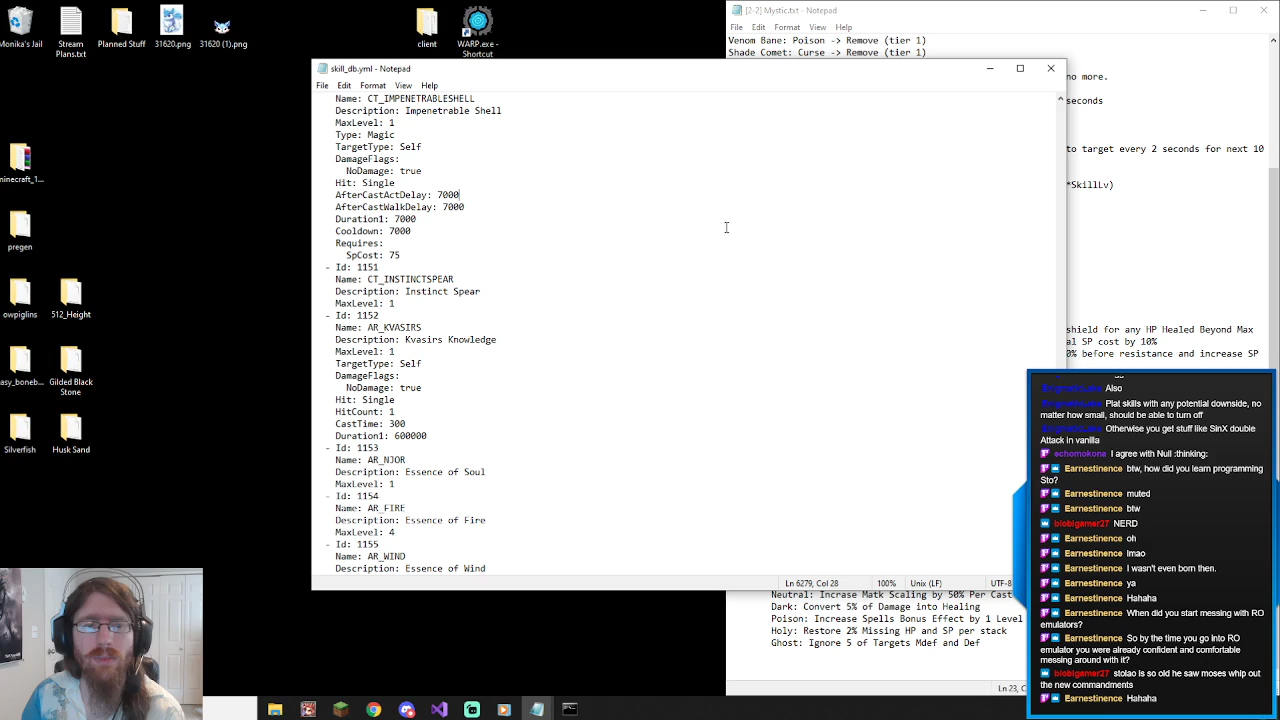 Monika's Jail
Stream
Plans.txt
Planned Stuff
31620.png
31620 (1).png
client
WARP.exe -
Shortcut
minecraft_1...
pregen
owpiglins
512_Height
easy_boneb...
Gilded Black
Stone
Silverfish
Husk Sand
[2-2] Mystic.txt - Notepad
File Edit Format View Help
Venom Bane: Poison -> Remove (tier 1)
Shade Comet: Curse -> Remove (tier 1)
no more.
seconds
to target every 2 seconds for next 10
*SkillLv)
shield for any HP Healed Beyond Max
al SP cost by 10%
0% before resistance and increase SP
skill_db.yml - Notepad
File Edit Format View Help
Name: CT_IMPENETRABLESHELL
Description: Impenetrable Shell
MaxLevel: 1
Type: Magic
TargetType: Self
DamageFlags:
NoDamage: true
Hit: Single
AfterCastActDelay: 7000
AfterCastWalkDelay: 7000
Duration1: 7000
Cooldown: 7000
Requires:
SpCost: 75
- Id: 1151
Name: CT_INSTINCTSPEAR
Description: Instinct Spear
MaxLevel: 1
- Id: 1152
Name: AR_KVASIRS
Description: Kvasirs Knowledge
MaxLevel: 1
TargetType: Self
DamageFlags:
NoDamage: true
Hit: Single
HitCount: 1
CastTime: 300
Duration1: 600000
- Id: 1153
Name: AR_NJOR
Description: Essence of Soul
MaxLevel: 1
- Id: 1154
Name: AR_FIRE
Description: Essence of Fire
MaxLevel: 4
- Id: 1155
Name: AR_WIND
Description: Essence of Wind
Ln 6279, Col 28 100% Unix (LF) UTF-8
Neutral: Increase Matk Scaling by 50% Per Cast
Dark: Convert 5% of Damage into Healing
Poison: Increase Spells Bonus Effect by 1 Level
Holy: Restore 2% Missing HP and SP per stack
Ghost: Ignore 5 of Targets Mdef and Def
Ln 23, C
Also
Plat skills with any potential downside, no
matter how small, should be able to turn off
Otherwise you get stuff like SinX double
Attack in vanilla
echomokona I agree with Null :thinking:
Earnestinence btw, how did you learn programming
Sto?
Earnestinence muted
Earnestinence btw
blobigamer27 NERD
Earnestinence oh
Earnestinence lmao
Earnestinence I wasn't even born then.
Earnestinence ya
Earnestinence Hahaha
Earnestinence When did you start messing with RO
emulators?
Earnestinence So by the time you go into RO
emulator you were already confident and comfortable
messing around with it?
blobigamer27 stolao is so old he saw moses whip out
the new commandments
Earnestinence Hahaha